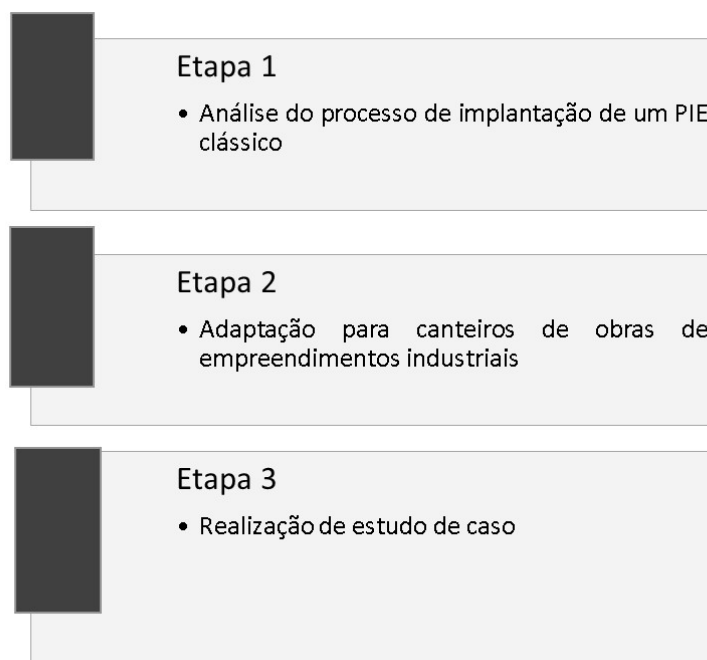 Etapa 1
• Análise do processo de implantação de um PIE
clássico
Etapa 2
• Adaptação para canteiros de obras de
empreendimentos industriais
Etapa 3
• Realização de estudo de caso